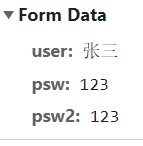 Form Data
user: 张三
psw: 123
psw2: 123